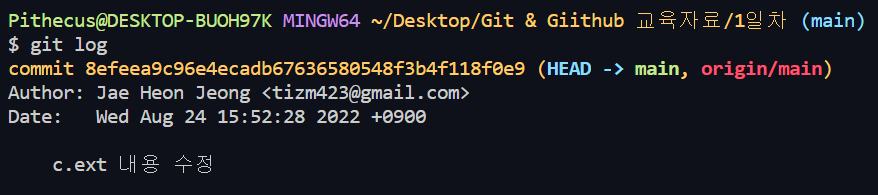 Pithecus@DESKTOP-BUOH97K MINGW64 ~/Desktop/Git & Giithub 교육자료/1일차 (main)
$ git log
commit 8efeea9c96e4ecadb67636580548f3b4f118f0e9 (HEAD -> main, origin/main)
Author: Jae Heon Jeong <tizm423@gmail.com>
Date:   Wed Aug 24 15:52:28 2022 +0900
    c.ext 내용 수정